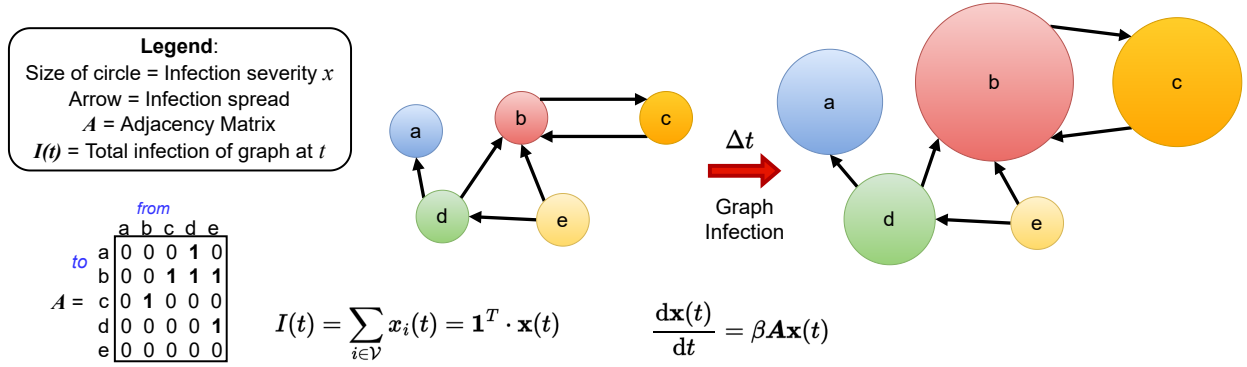 Legend:
Size of circle = Infection severity x
Arrow = Infection spread
A = Adjacency Matrix
I(t) = Total infection of graph at t
a
b
c
d
e
Δt
Graph
Infection
a
b
c
d
e
from
a b c d e
to
A =
a 0 0 0 1 0
b 0 0 1 1 1
c 0 1 0 0 0
d 0 0 0 0 1
e 0 0 0 0 0
I(t) = ∑_{i∈𝒱} x_i(t) = 1^T · x(t)
dx(t)/dt = βAx(t)